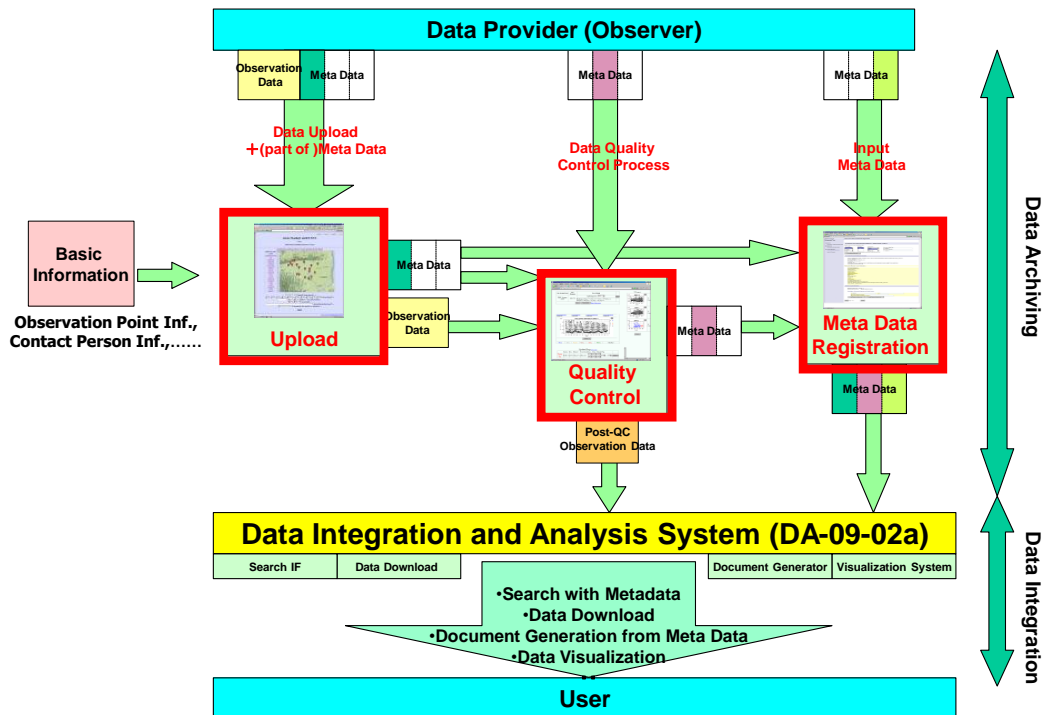 Data Provider (Observer)
Observation
Data
Meta Data
Meta Data
Meta Data
Data Upload
+(part of )Meta Data
Data Quality
Control Process
Input
Meta Data
Basic
Information
Observation Point Inf.,
Contact Person Inf.,......
Upload
Meta Data
Observation
Data
Quality
Control
Meta Data
Meta Data
Registration
Meta Data
Post-QC
Observation Data
Data Archiving
Data Integration and Analysis System (DA-09-02a)
Search IF
Data Download
Document Generator
Visualization System
•Search with Metadata
•Data Download
•Document Generation from Meta Data
•Data Visualization
Data Integration
User